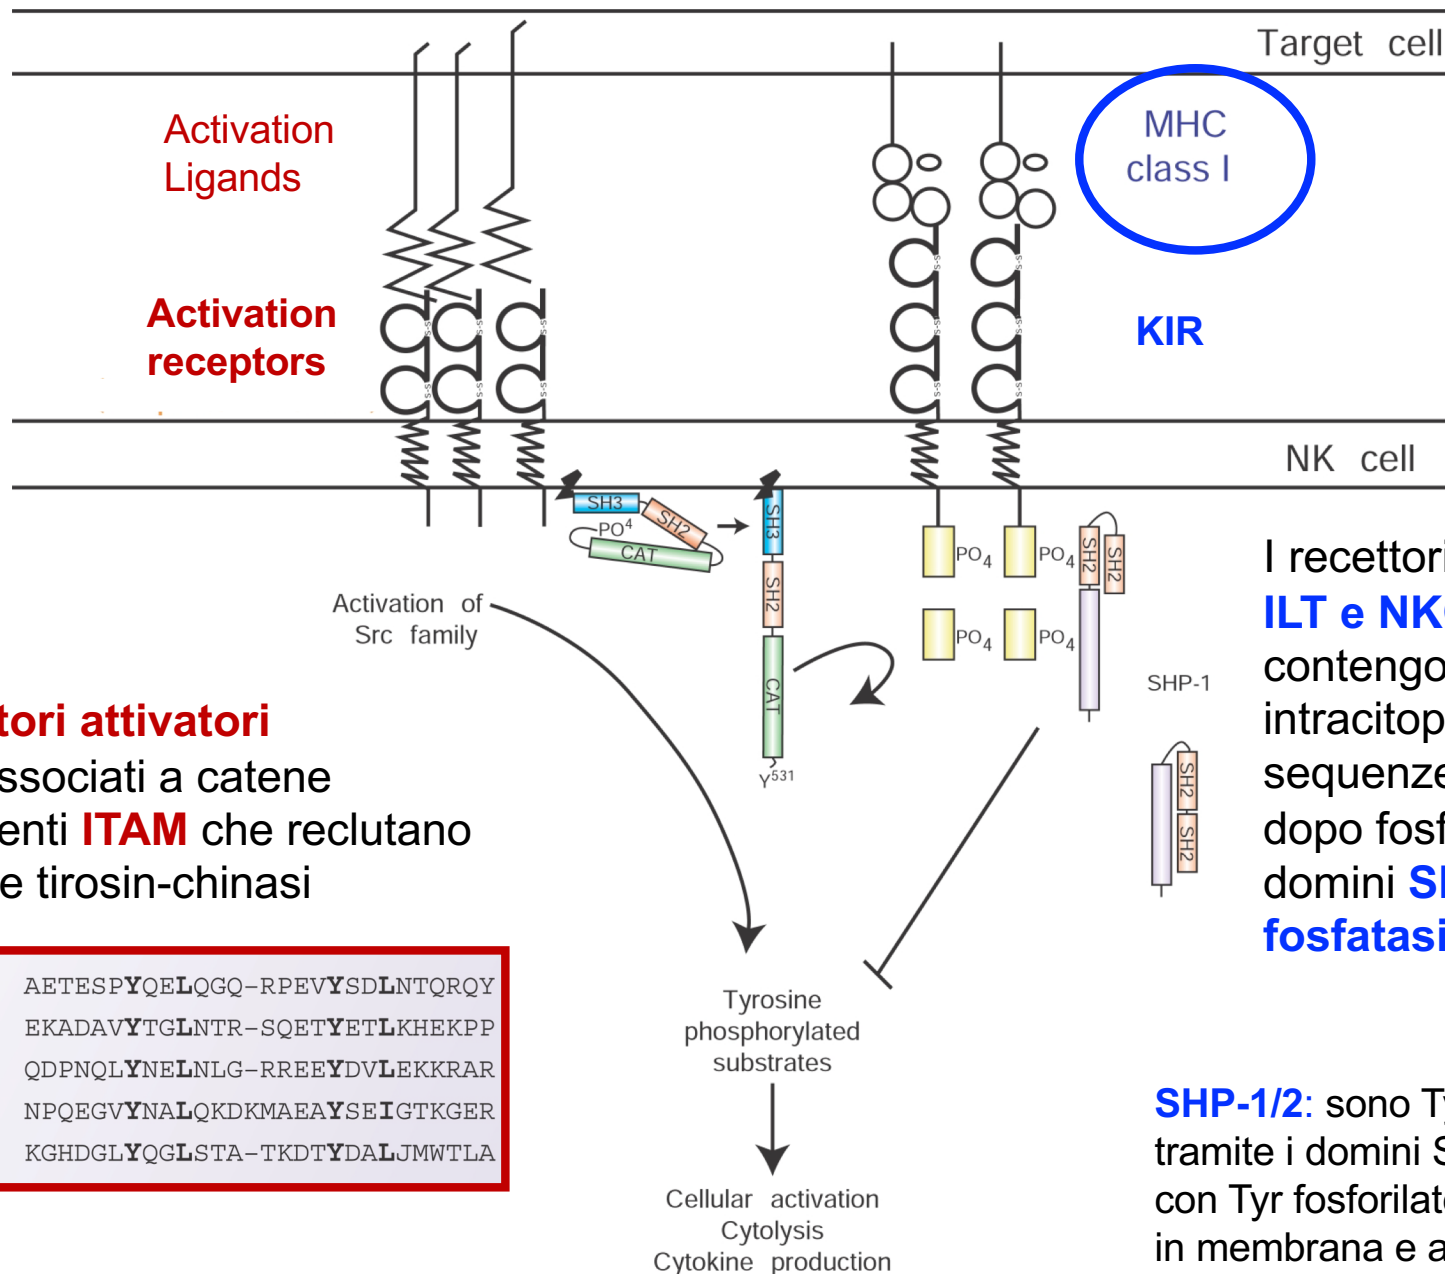 Target cell
Activation
Ligands
MHC
class I
Activation
receptors
KIR
s-s
s-s
s-s
s-s
s-s
s-s
s-s
s-s
s-s
s-s
s-s
s-s
NK cell
SH3
SH2
PO4
CAT
SH3
SH2
CAT
Y531
PO4
PO4
PO4
PO4
SH2
SH2
SHP-1
SH2
SH2
Activation of
Src family
I recettori
ILT e NK
contengo
intracitop
sequenze
dopo fosf
domini S
fosfatasi
tori attivatori
ssociati a catene
enti ITAM che reclutano
e tirosin-chinasi
AETESPYQELQGQ-RPEVYSDLNTQRQY
EKADAVYTGLNTR-SQETYETLKHEKPP
QDPNQLYNELNLG-RREEYDVLEKKRAR
NPQEGVYNALQKDKMAEAYSEIGTKGER
KGHDGLYQGLSTA-TKDTYDALJMWTLA
Tyrosine
phosphorylated
substrates
Cellular activation
Cytolysis
Cytokine production
SHP-1/2: sono Ty
tramite i domini S
con Tyr fosforilate
in membrana e a